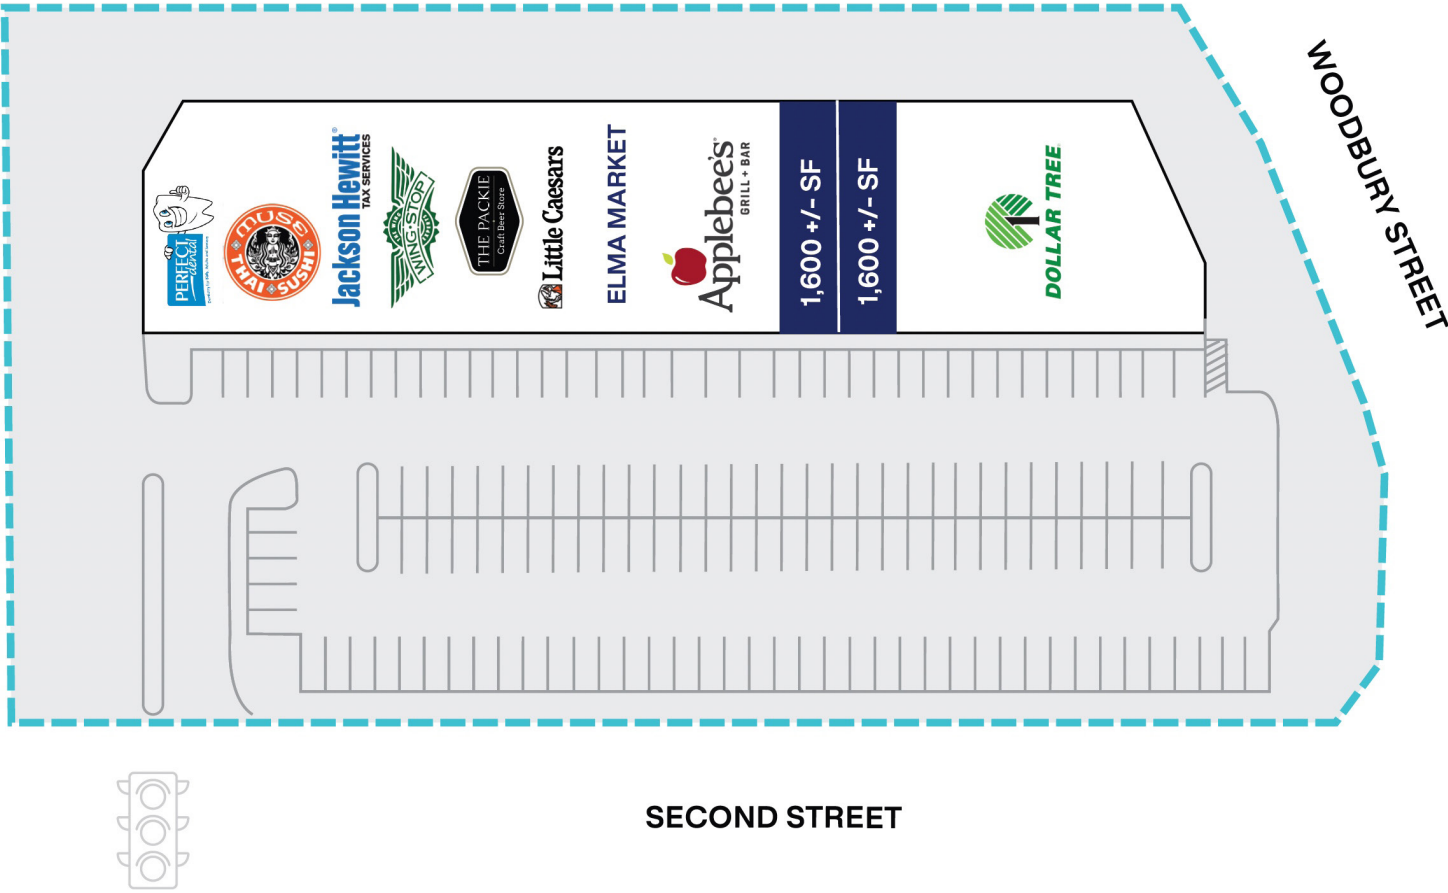 WOODBURY STREET
PERFECT
dental
MUSE
THAI SUSHI
Jackson Hewitt®
TAX SERVICES
WING·STOP
THE PACKIE
Craft Beer Store
Little Caesars
ELMA MARKET
Applebee's
GRILL + BAR
1,600 +/- SF
1,600 +/- SF
DOLLAR TREE
SECOND STREET